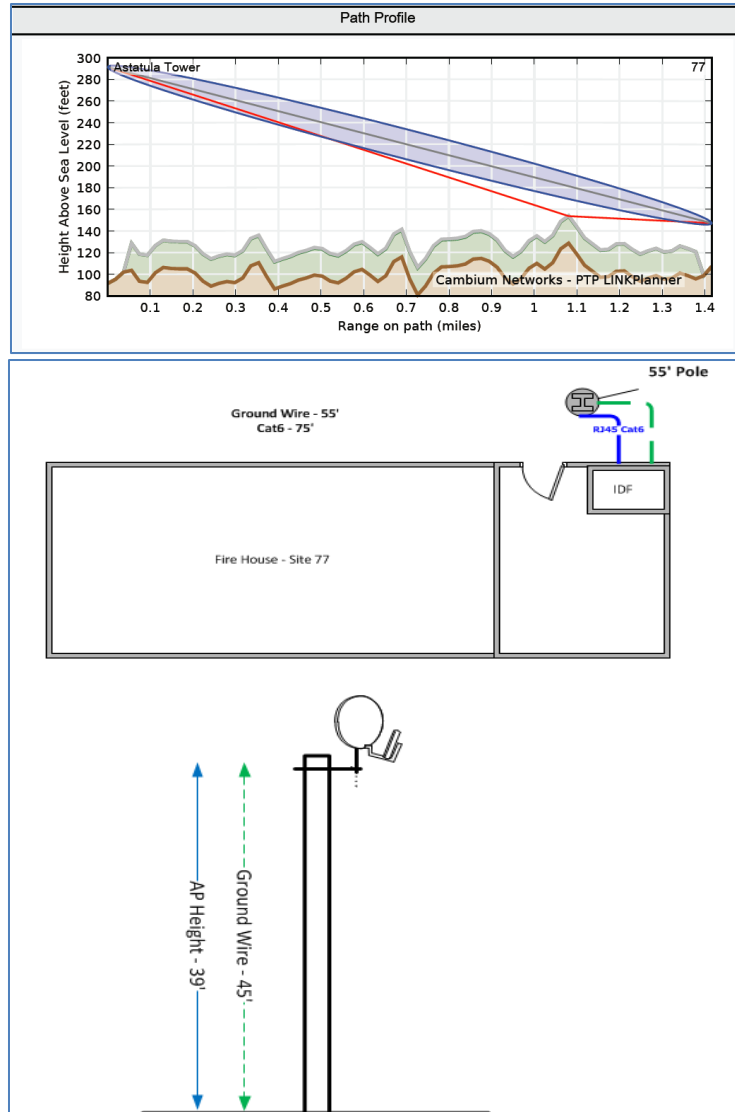 Path Profile
300
280
260
240
220
200
180
160
140
120
100
80
Height Above Sea Level (feet)
Astatula Tower
77
Cambium Networks - PTP LINKPlanner
0.1 0.2 0.3 0.4 0.5 0.6 0.7 0.8 0.9 1 1.1 1.2 1.3 1.4
Range on path (miles)
55' Pole
Ground Wire - 55'
Cat6 - 75'
RJ45 Cat6
IDF
Fire House - Site 77
AP Height - 39'
Ground Wire - 45'